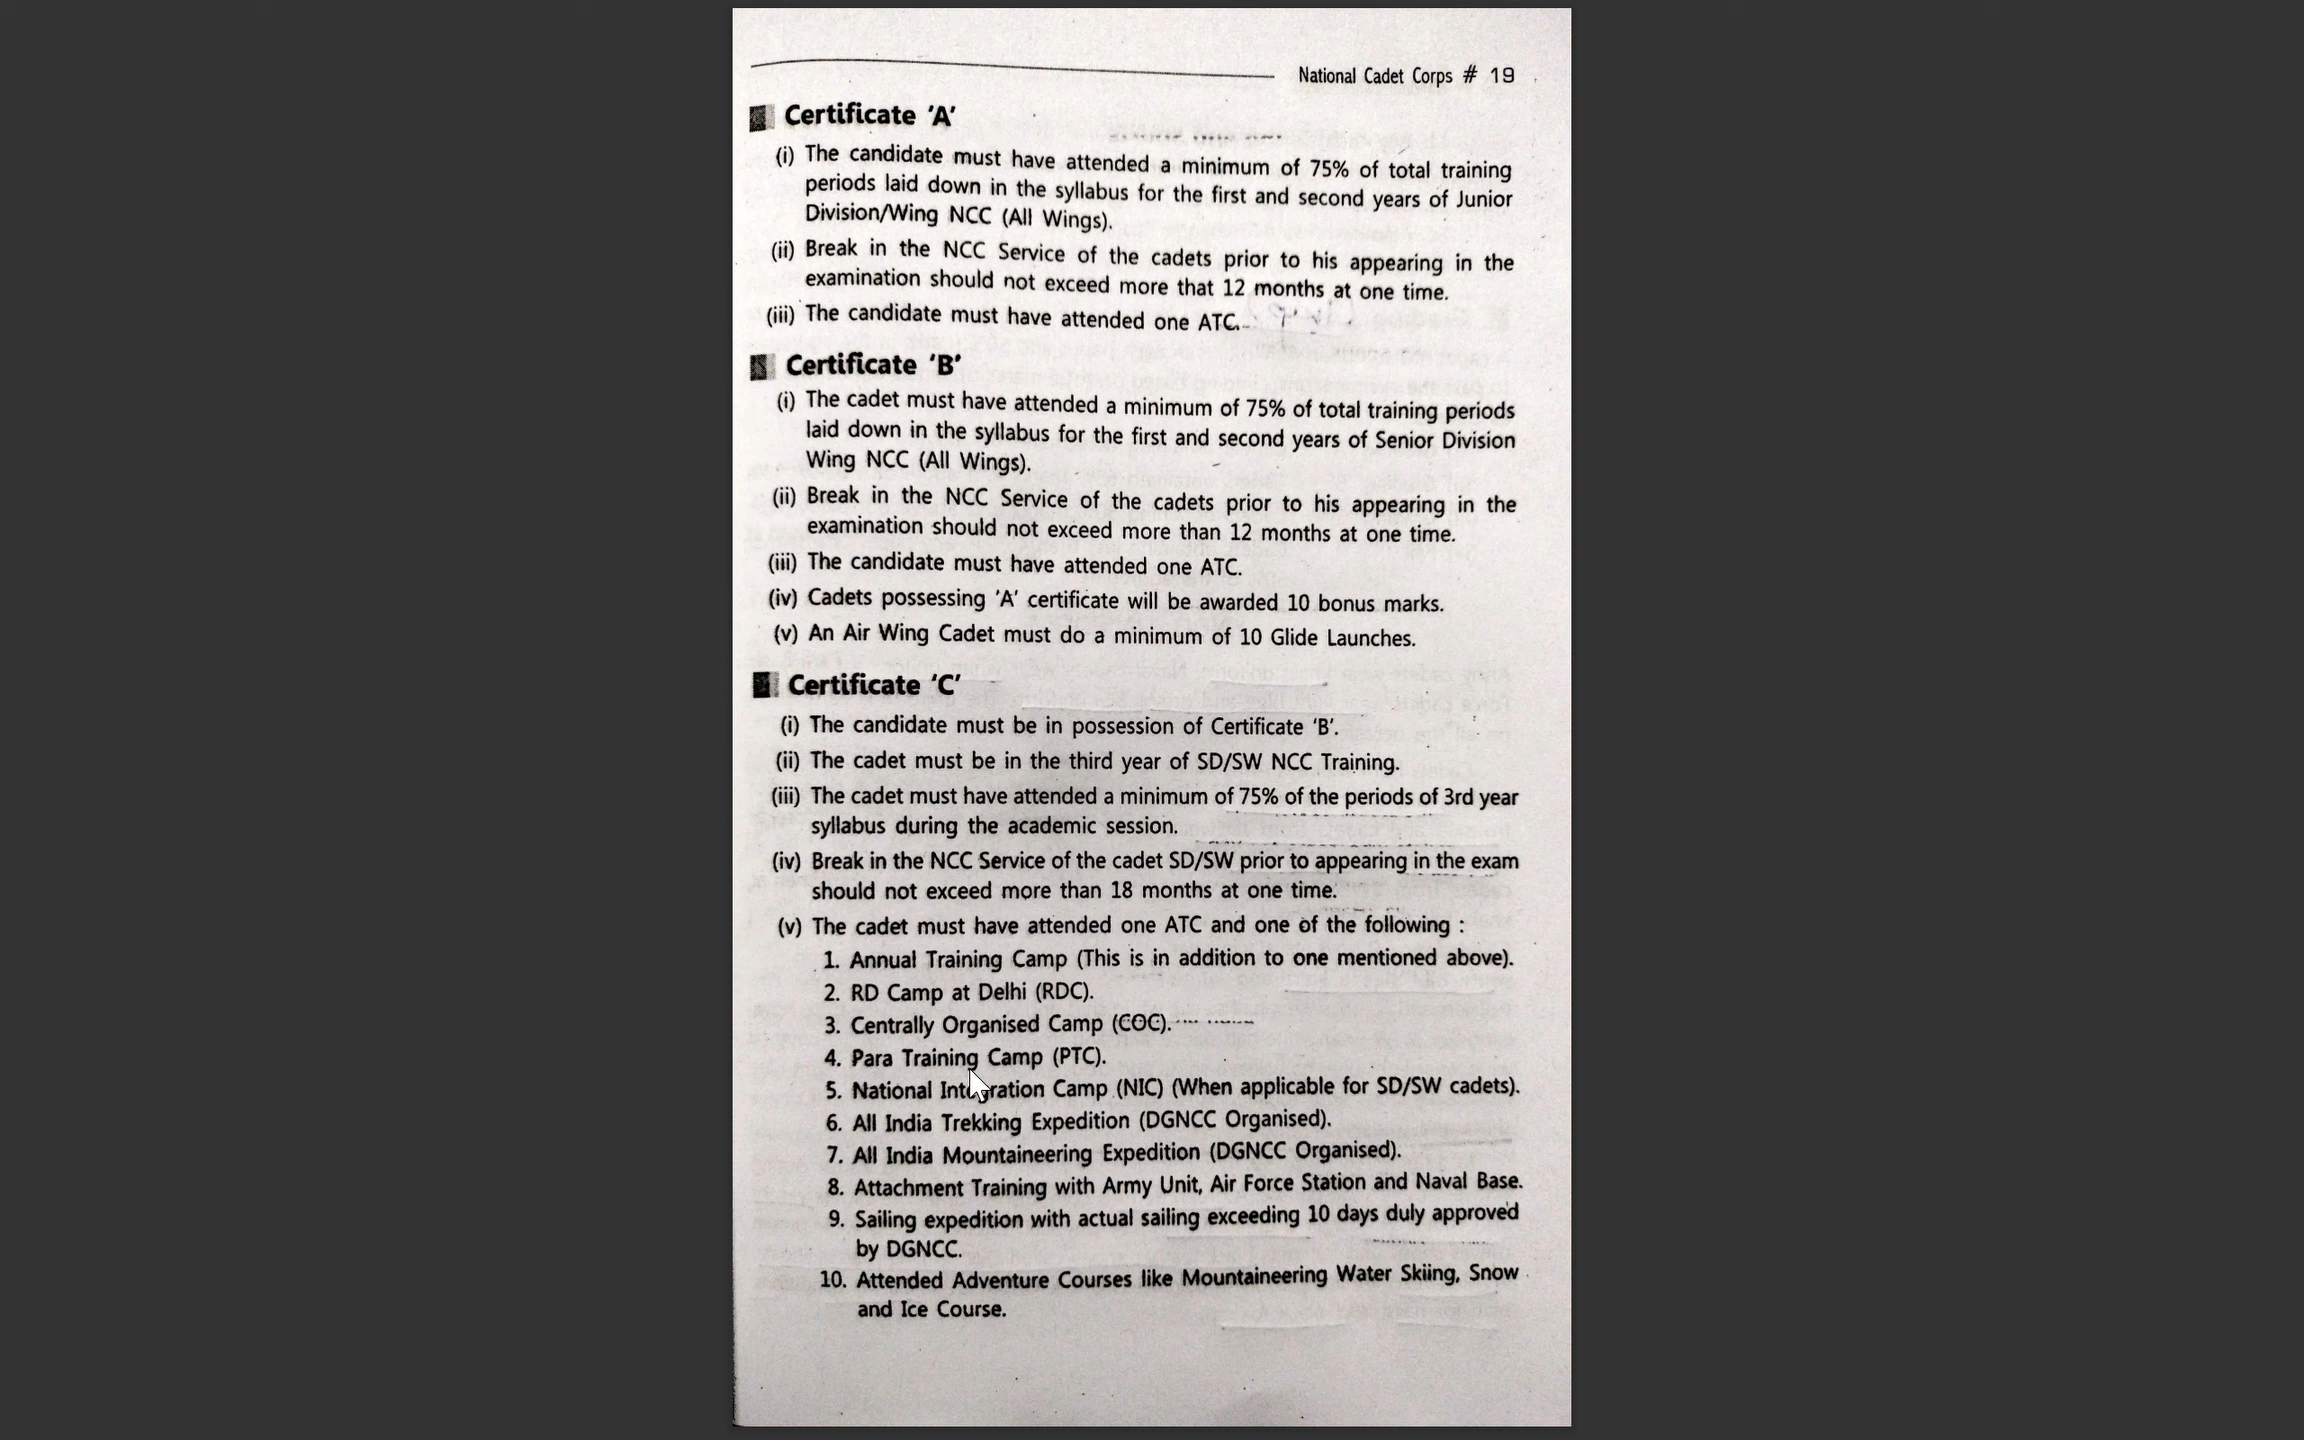 National Cadet Corps # 19
Certificate 'A'
(i) The candidate must have attended a minimum of 75% of total training
periods laid down in the syllabus for the first and second years of Junior
Division/Wing NCC (All Wings).
(ii) Break in the NCC Service of the cadets prior to his appearing in the
examination should not exceed more that 12 months at one time.
(iii) The candidate must have attended one ATC.
Certificate 'B'
(i) The cadet must have attended a minimum of 75% of total training periods
laid down in the syllabus for the first and second years of Senior Division
Wing NCC (All Wings).
(ii) Break in the NCC Service of the cadets prior to his appearing in the
examination should not exceed more than 12 months at one time.
(iii) The candidate must have attended one ATC.
(iv) Cadets possessing 'A' certificate will be awarded 10 bonus marks.
(v) An Air Wing Cadet must do a minimum of 10 Glide Launches.
Certificate 'C'
(i) The candidate must be in possession of Certificate 'B'.
(ii) The cadet must be in the third year of SD/SW NCC Training.
(iii) The cadet must have attended a minimum of 75% of the periods of 3rd year
syllabus during the academic session.
(iv) Break in the NCC Service of the cadet SD/SW prior to appearing in the exam
should not exceed more than 18 months at one time.
(v) The cadet must have attended one ATC and one of the following :
1. Annual Training Camp (This is in addition to one mentioned above).
2. RD Camp at Delhi (RDC).
3. Centrally Organised Camp (COC).
4. Para Training Camp (PTC).
5. National Integration Camp (NIC) (When applicable for SD/SW cadets).
6. All India Trekking Expedition (DGNCC Organised).
7. All India Mountaineering Expedition (DGNCC Organised).
8. Attachment Training with Army Unit, Air Force Station and Naval Base.
9. Sailing expedition with actual sailing exceeding 10 days duly approved
by DGNCC.
10. Attended Adventure Courses like Mountaineering Water Skiing, Snow
and Ice Course.